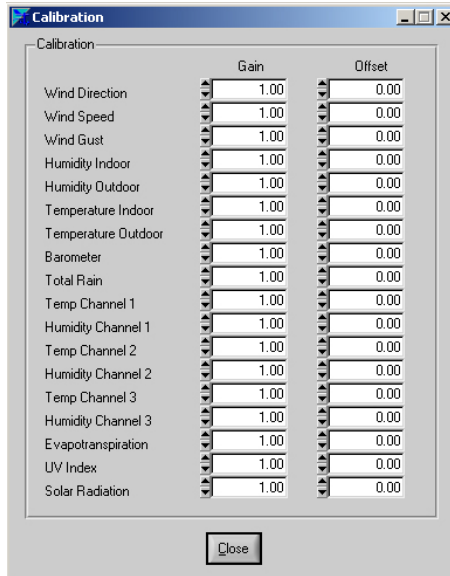 Calibration
Calibration
Gain Offset
Wind Direction 1.00 0.00
Wind Speed 1.00 0.00
Wind Gust 1.00 0.00
Humidity Indoor 1.00 0.00
Humidity Outdoor 1.00 0.00
Temperature Indoor 1.00 0.00
Temperature Outdoor 1.00 0.00
Barometer 1.00 0.00
Total Rain 1.00 0.00
Temp Channel 1 1.00 0.00
Humidity Channel 1 1.00 0.00
Temp Channel 2 1.00 0.00
Humidity Channel 2 1.00 0.00
Temp Channel 3 1.00 0.00
Humidity Channel 3 1.00 0.00
Evapotranspiration 1.00 0.00
UV Index 1.00 0.00
Solar Radiation 1.00 0.00
Close